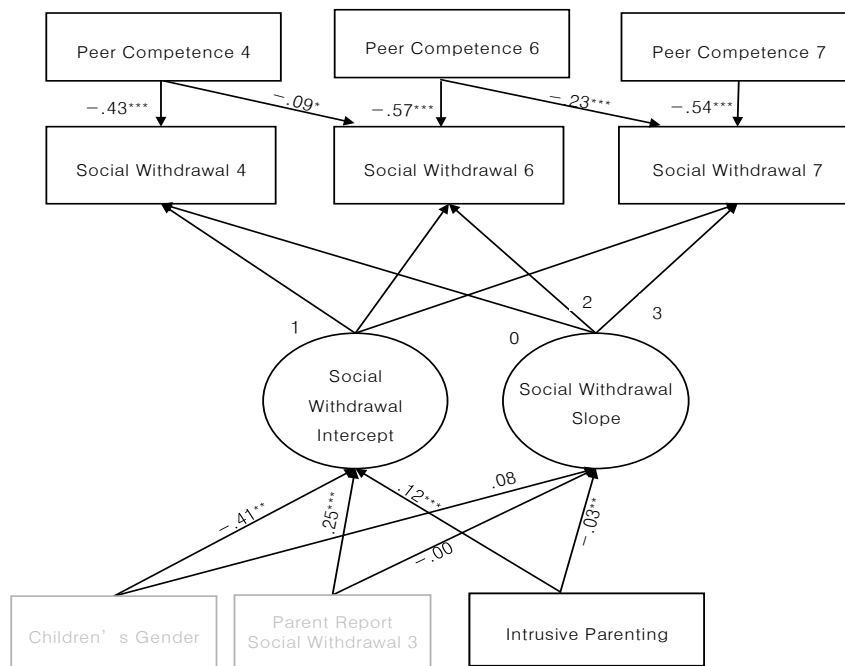 Peer Competence 4
Peer Competence 6
Peer Competence 7
−.43***
−.09*
−.57***
−.23***
−.54***
Social Withdrawal 4
Social Withdrawal 6
Social Withdrawal 7
1
0
2
3
Social
Withdrawal
Intercept
Social Withdrawal
Slope
−.41**
.25***
.12***
.08
−.00
−.03**
Children's Gender
Parent Report
Social Withdrawal 3
Intrusive Parenting